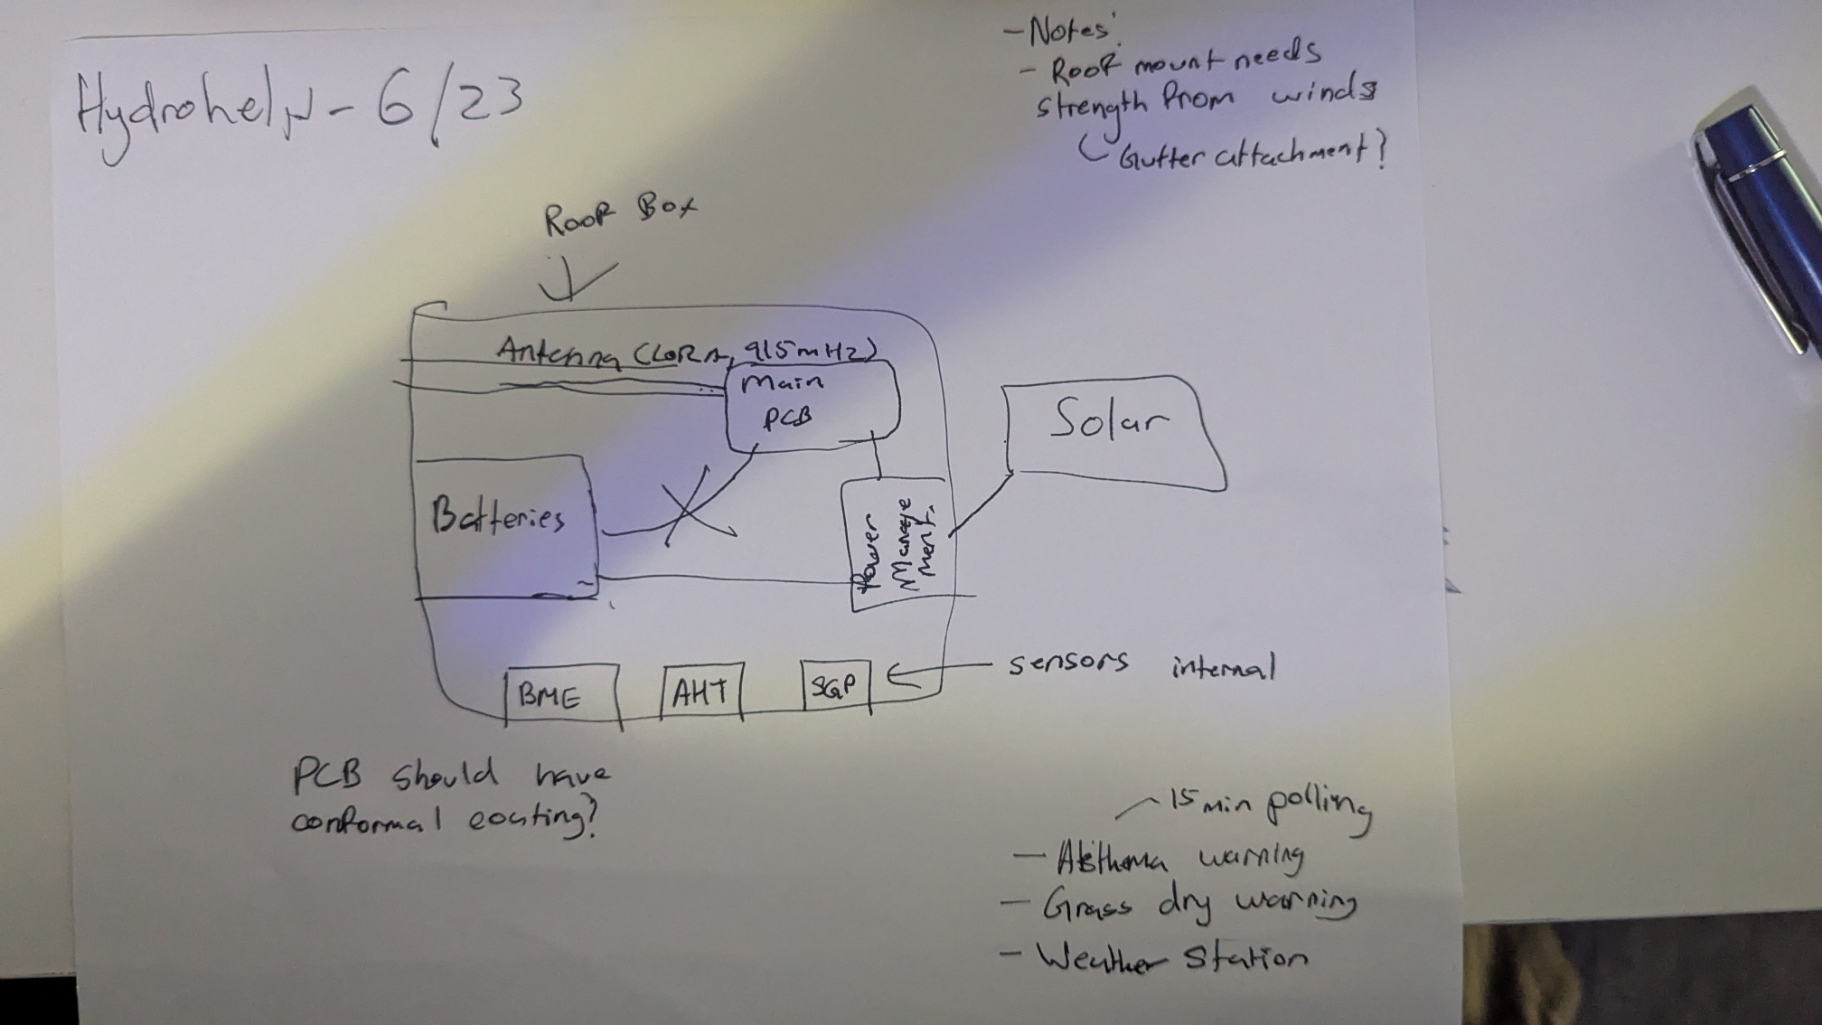 Hydrohelp - 6/23
- Notes:
- Roof mount needs
strength from winds
Gutter attachment?
Roof Box
Antenna (LoRA, 915mHz)
Main
PCB
Solar
Batteries
Power
Manage
ment.
sensors internal
BME
AHT
SGP
PCB should have
conformal coating?
15 min polling
- Asthma warning
- Grass dry warning
- Weather Station